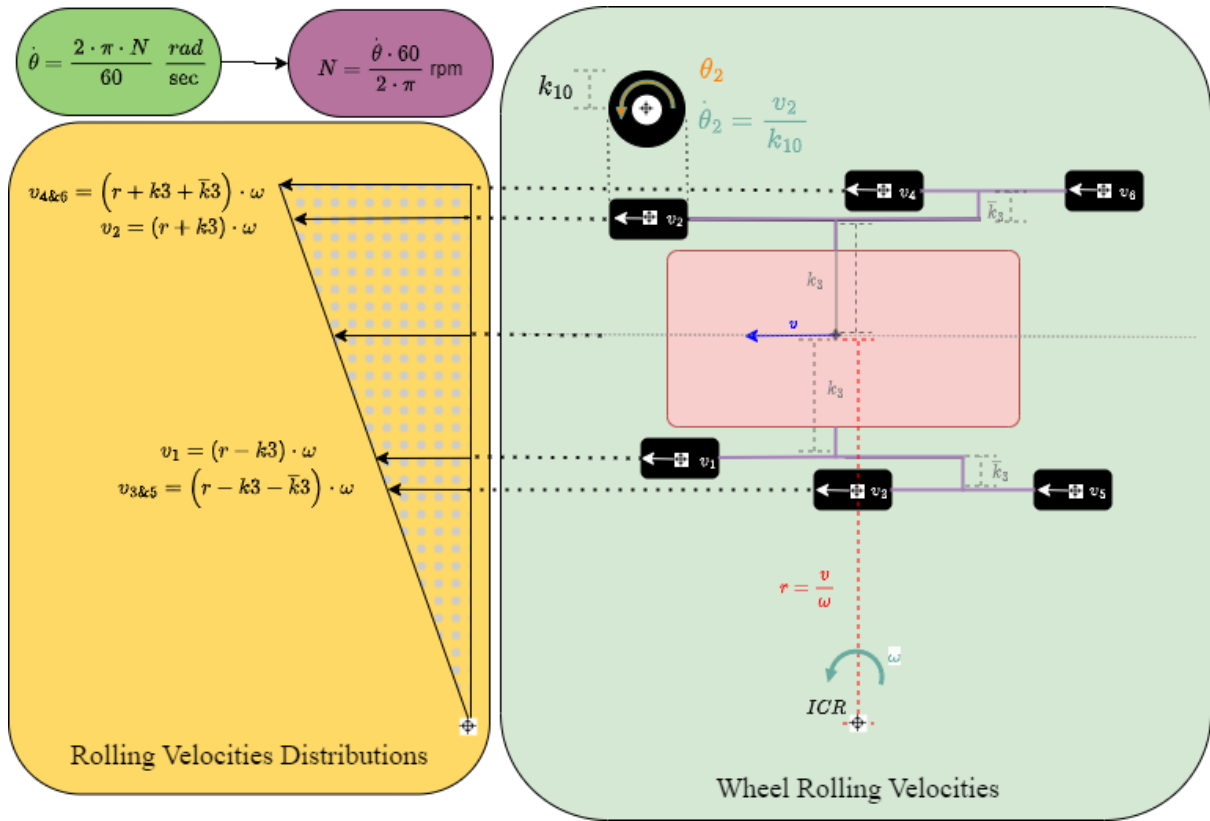 θ̇ = 2 · π · N / 60 rad / sec
N = θ̇ · 60 / 2 · π rpm
v₄&₆ = (r + k3 + k̄3) · ω
v₂ = (r + k3) · ω
v₁ = (r − k3) · ω
v₃&₅ = (r − k3 − k̄3) · ω
Rolling Velocities Distributions
k₁₀
θ₂
θ̇₂ = v₂ / k₁₀
v₄
v₆
v₂
k̄₃
k₃
v
k₃
v₁
k̄₃
v₃
v₅
r = v / ω
ω
ICR
Wheel Rolling Velocities